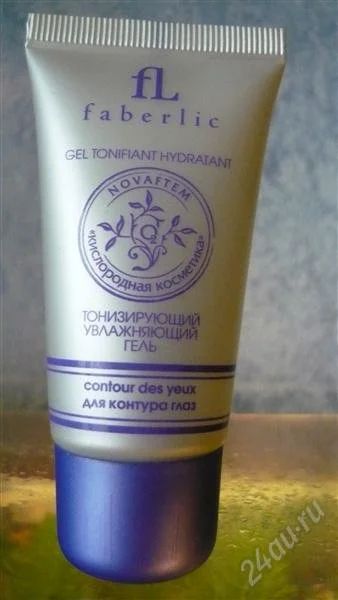 fL
faberlic
GEL TONIFIANT HYDRATANT
NOVAFTEM
O2
«КИСЛОРОДНАЯ КОСМЕТИКА»
ТОНИЗИРУЮЩИЙ
УВЛАЖНЯЮЩИЙ
ГЕЛЬ
contour des yeux
для контура глаз
24au.ru